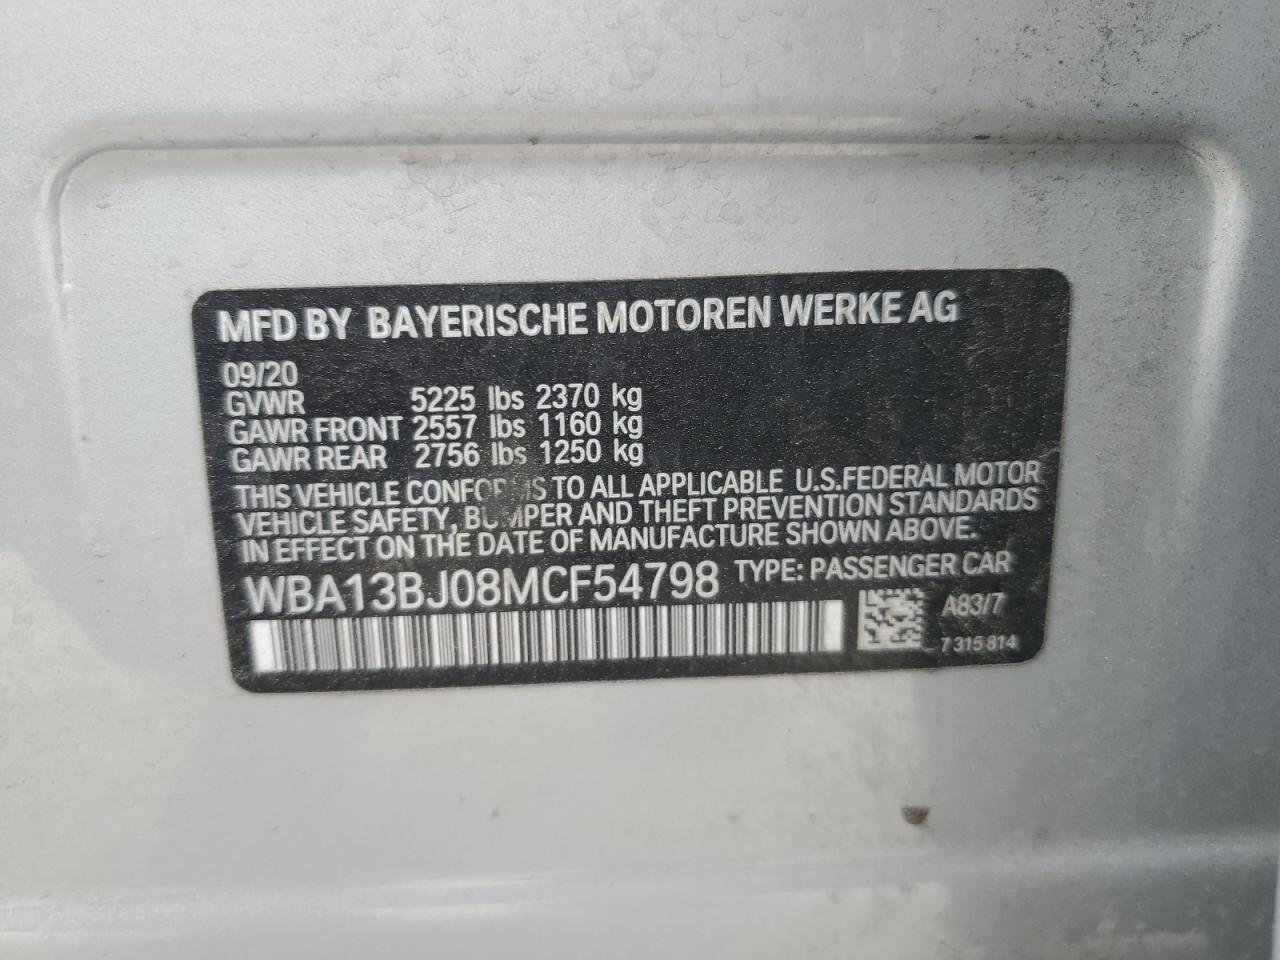 MFD BY BAYERISCHE MOTOREN WERKE AG
09/20
GVWR 5225 lbs 2370 kg
GAWR FRONT 2557 lbs 1160 kg
GAWR REAR 2756 lbs 1250 kg
THIS VEHICLE CONFORMS TO ALL APPLICABLE U.S.FEDERAL MOTOR
VEHICLE SAFETY, BUMPER AND THEFT PREVENTION STANDARDS
IN EFFECT ON THE DATE OF MANUFACTURE SHOWN ABOVE.
WBA13BJ08MCF54798 TYPE: PASSENGER CAR
A83/7
7 315 814